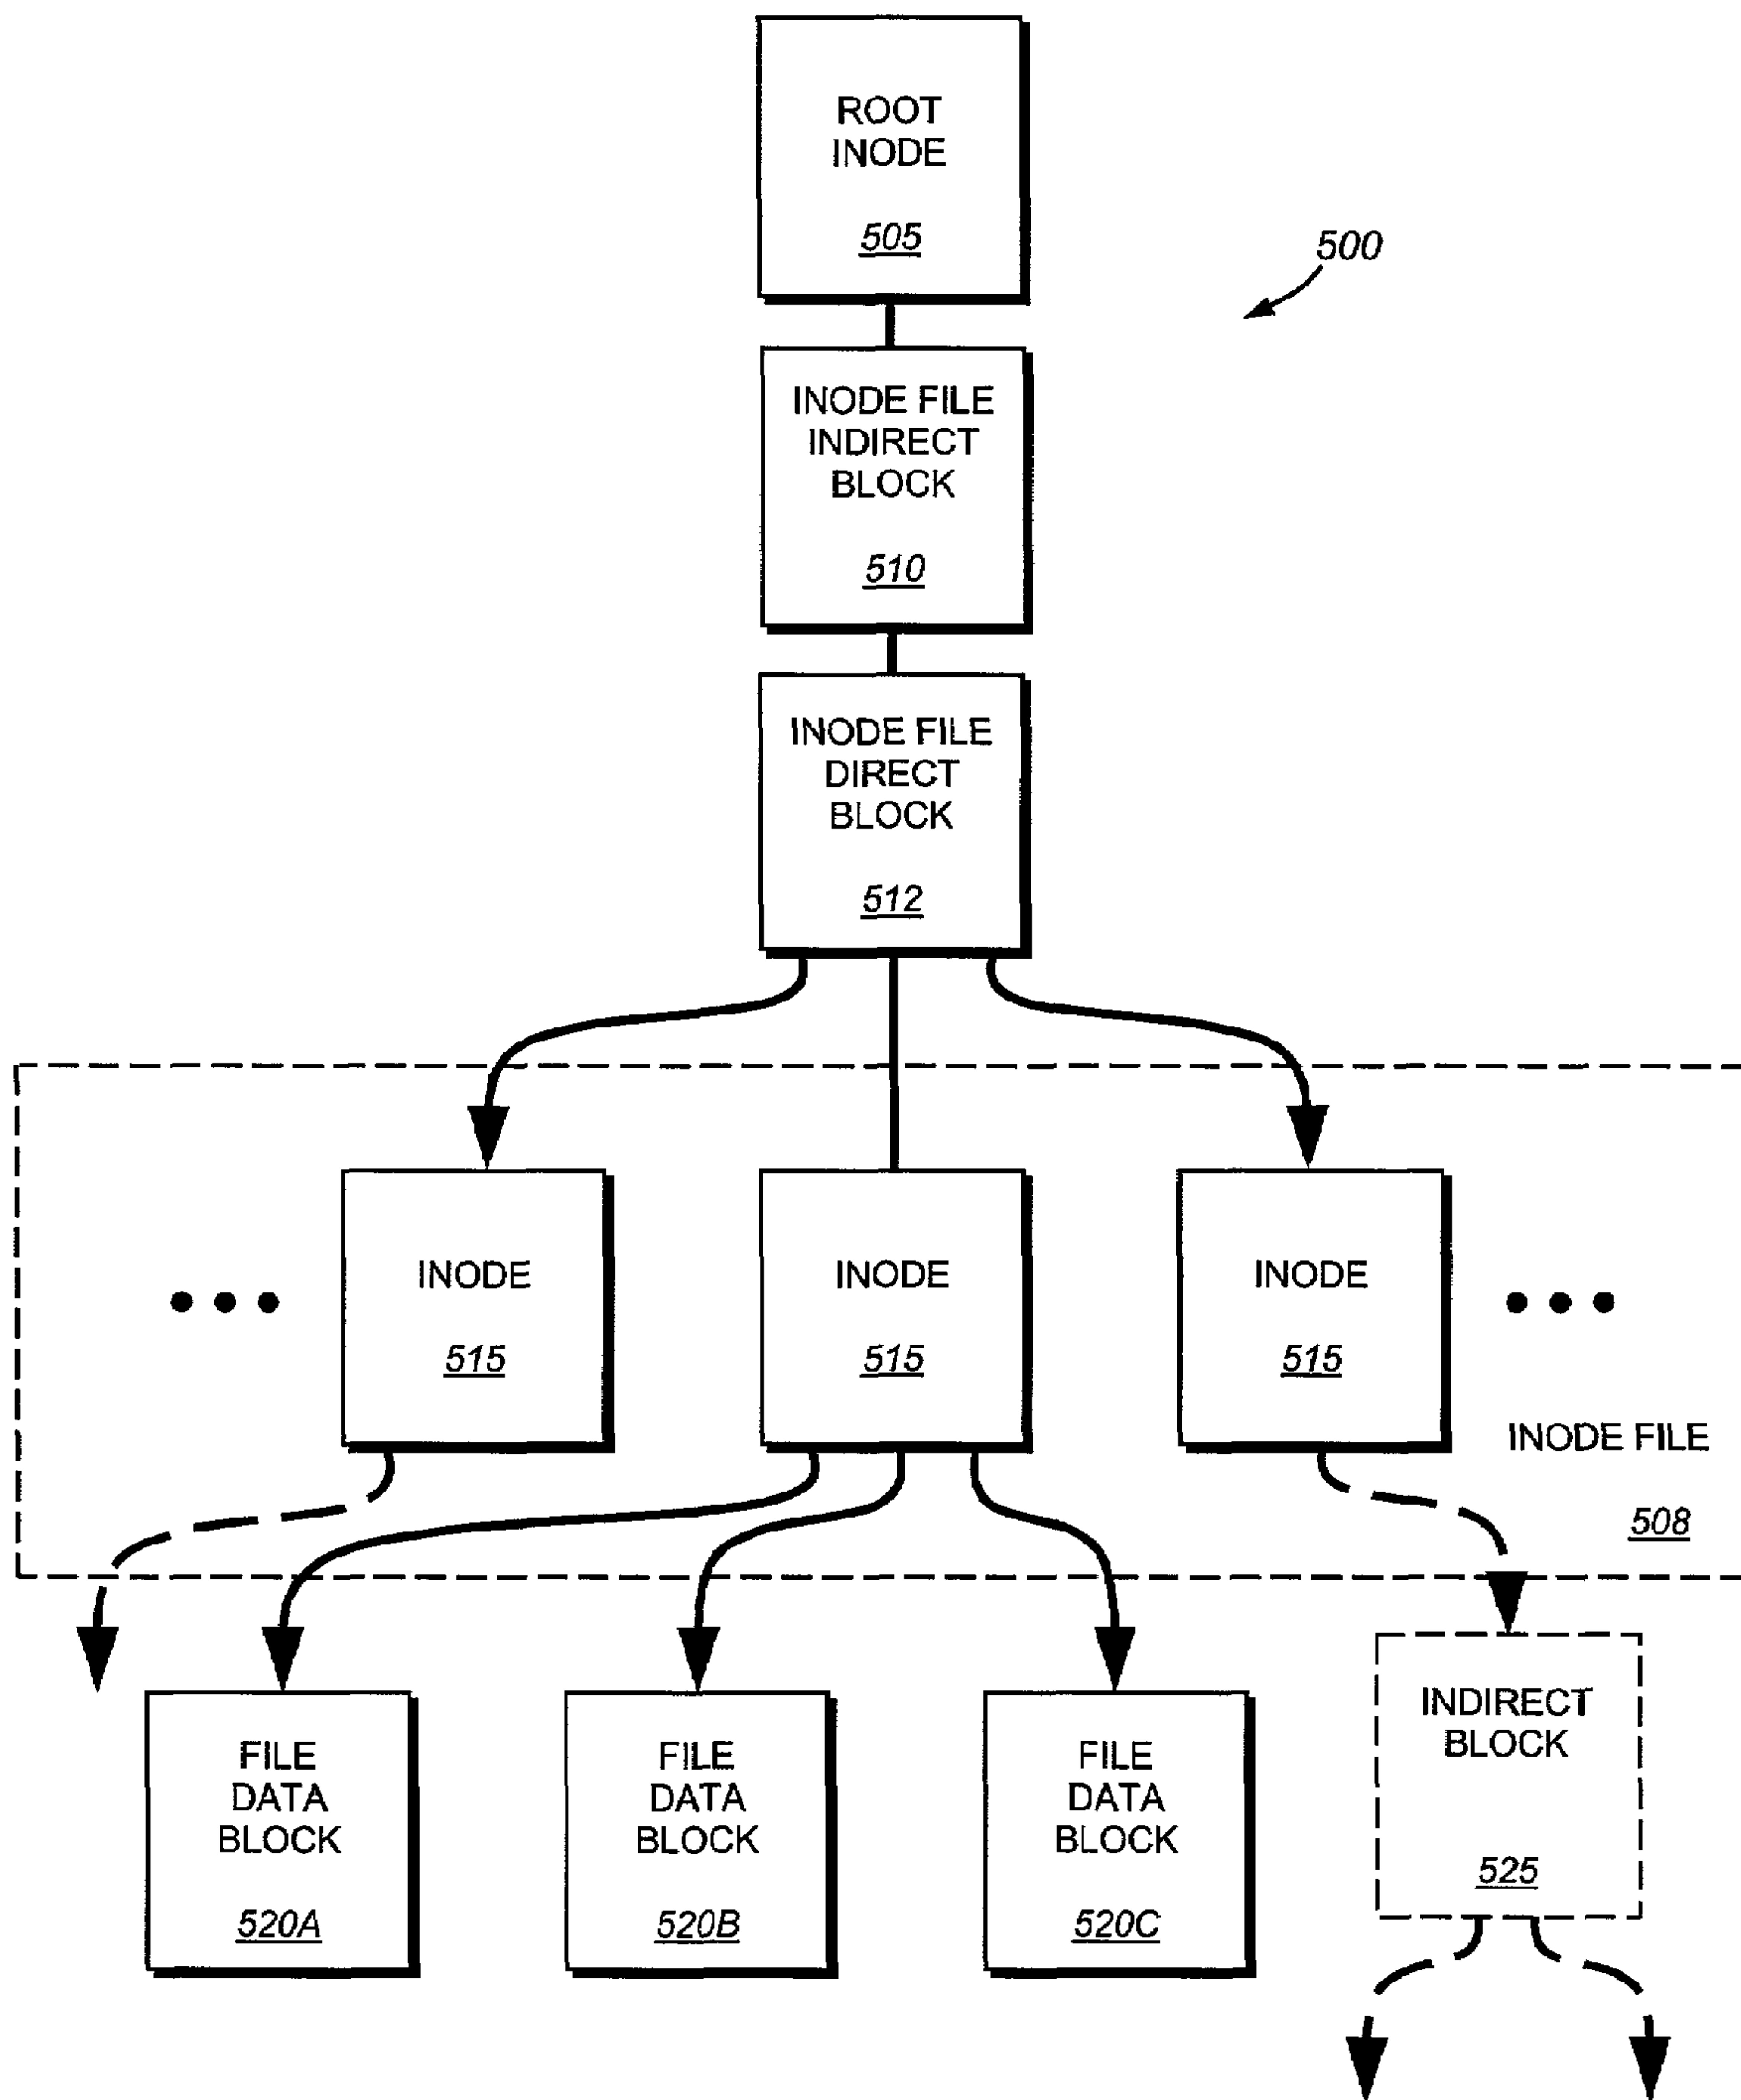 ROOT
INODE
505
500
INODE FILE
INDIRECT
BLOCK
510
INODE FILE
DIRECT
BLOCK
512
INODE
515
INODE
515
INODE
515
INODE FILE
508
FILE
DATA
BLOCK
520A
FILE
DATA
BLOCK
520B
FILE
DATA
BLOCK
520C
INDIRECT
BLOCK
525